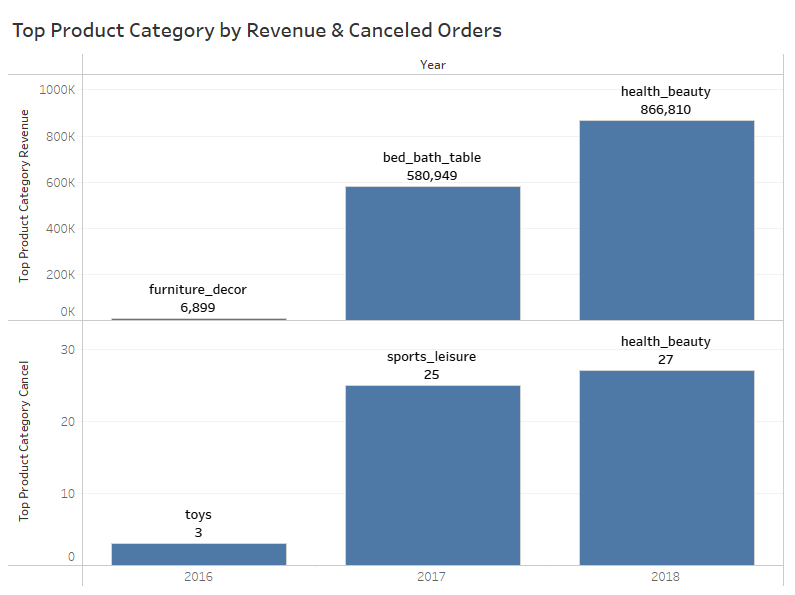 Top Product Category by Revenue & Canceled Orders
Year
Top Product Category Revenue
1000K
800K
600K
400K
200K
0K
furniture_decor
6,899
bed_bath_table
580,949
health_beauty
866,810
Top Product Category Cancel
30
20
10
0
toys
3
sports_leisure
25
health_beauty
27
2016
2017
2018